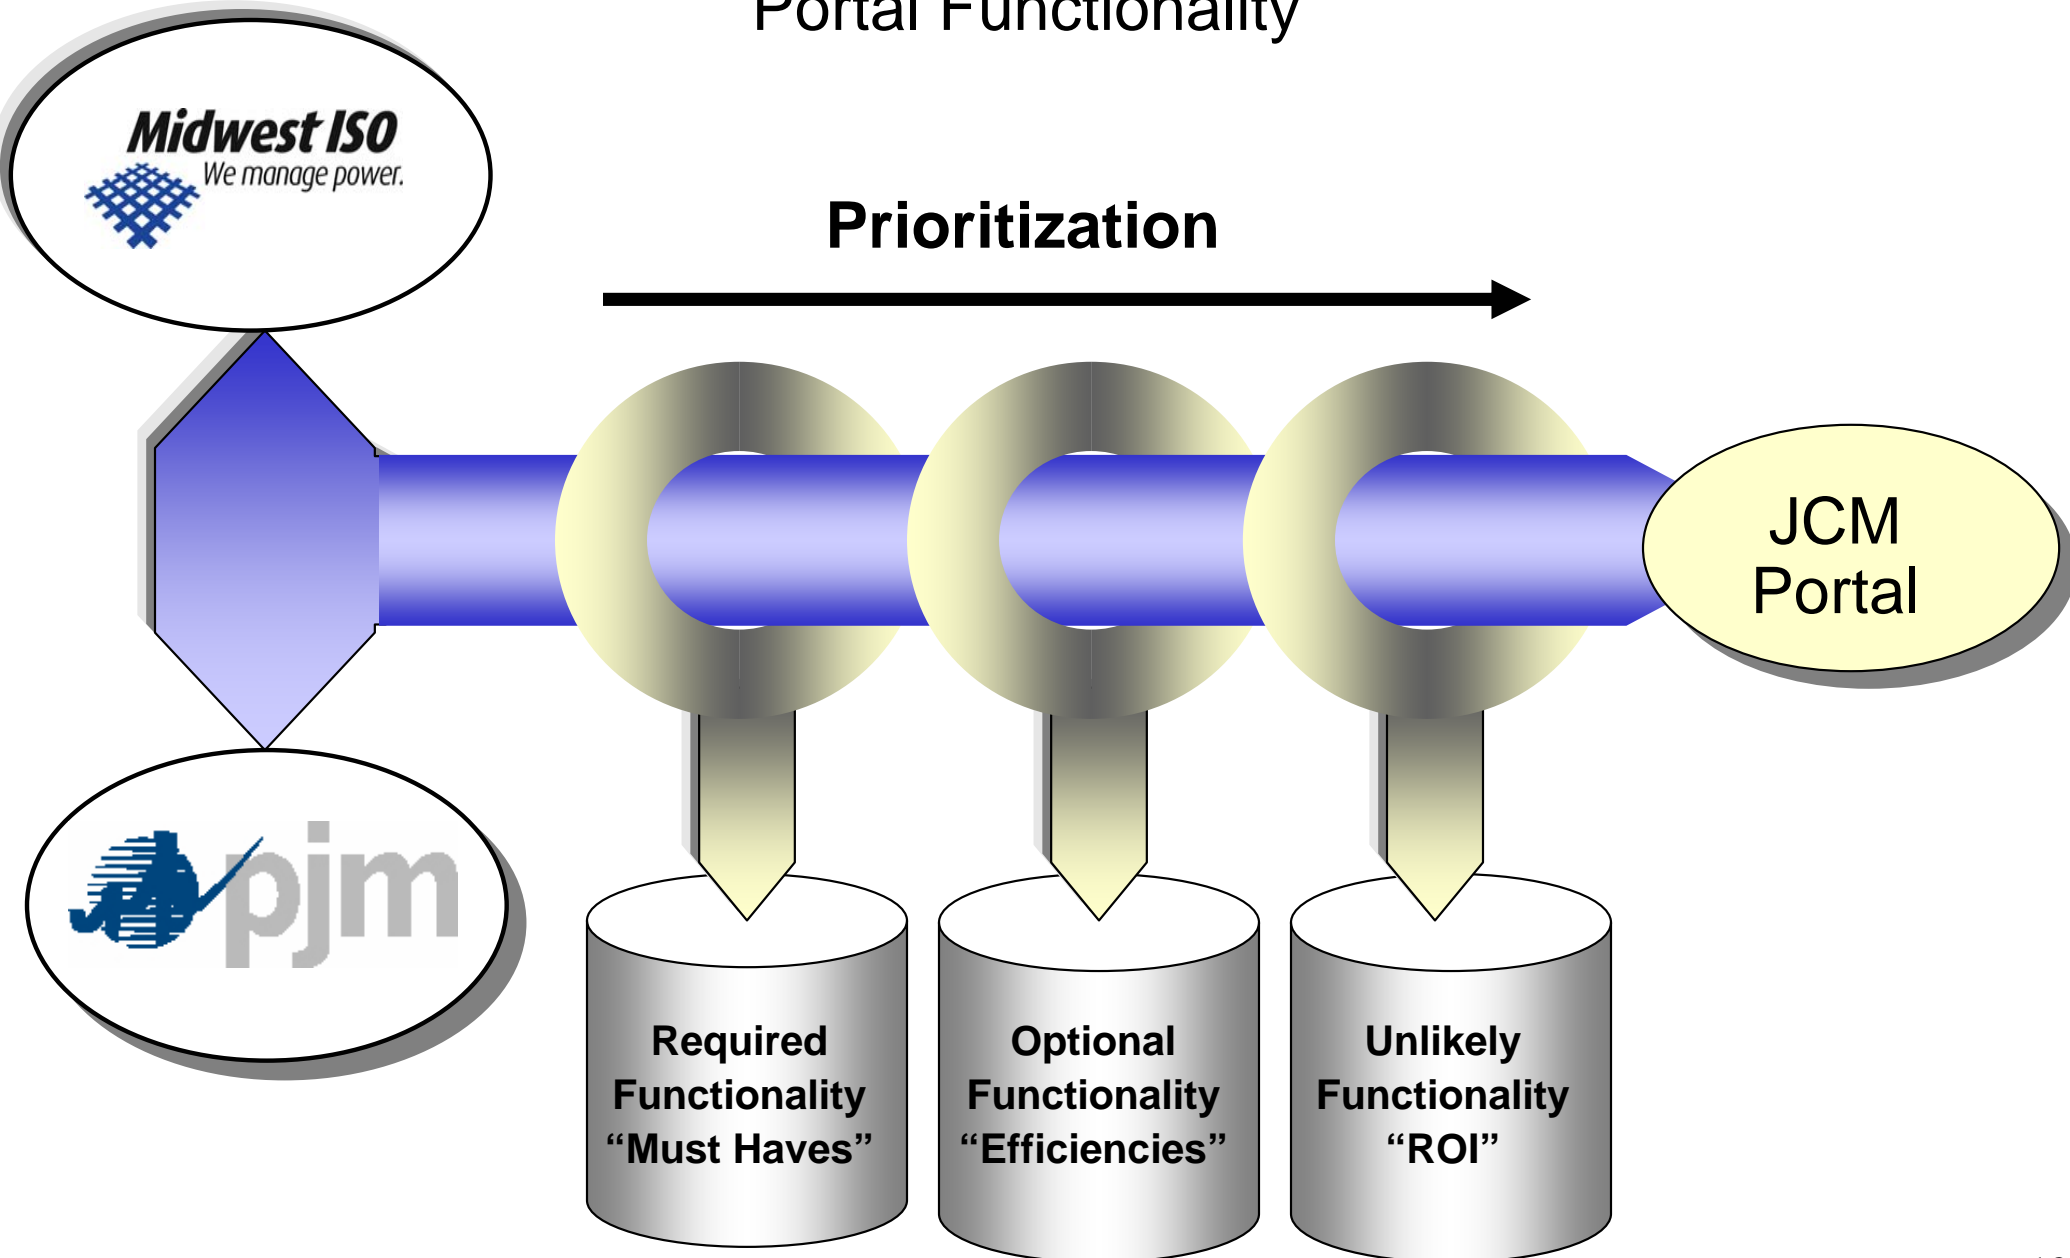 Portal Functionality
Midwest ISO
We manage power.
Prioritization
JCM
Portal
pjm
Required
Functionality
“Must Haves”
Optional
Functionality
“Efficiencies”
Unlikely
Functionality
“ROI”